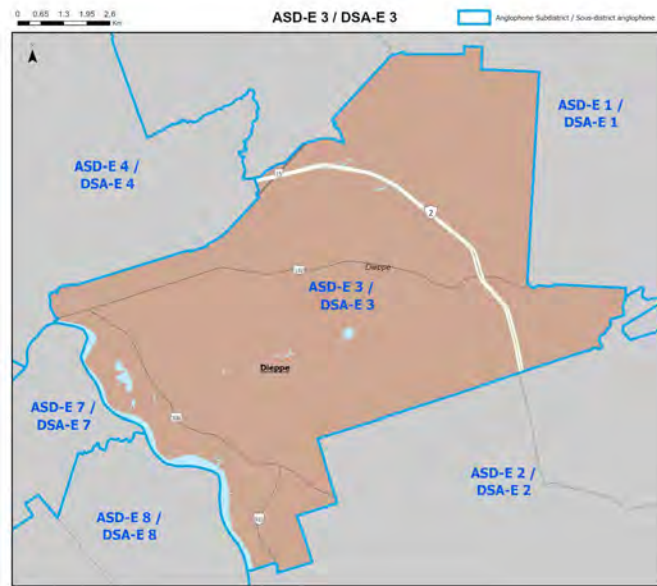 0 0.65 1.3 1.95 2.6
Km
ASD-E 3 / DSA-E 3
Anglophone Subdistrict / Sous-district anglophone
ASD-E 1 /
DSA-E 1
ASD-E 4 /
DSA-E 4
15
2
Dieppe
ASD-E 3 /
DSA-E 3
Dieppe
ASD-E 7 /
DSA-E 7
ASD-E 2 /
DSA-E 2
ASD-E 8 /
DSA-E 8